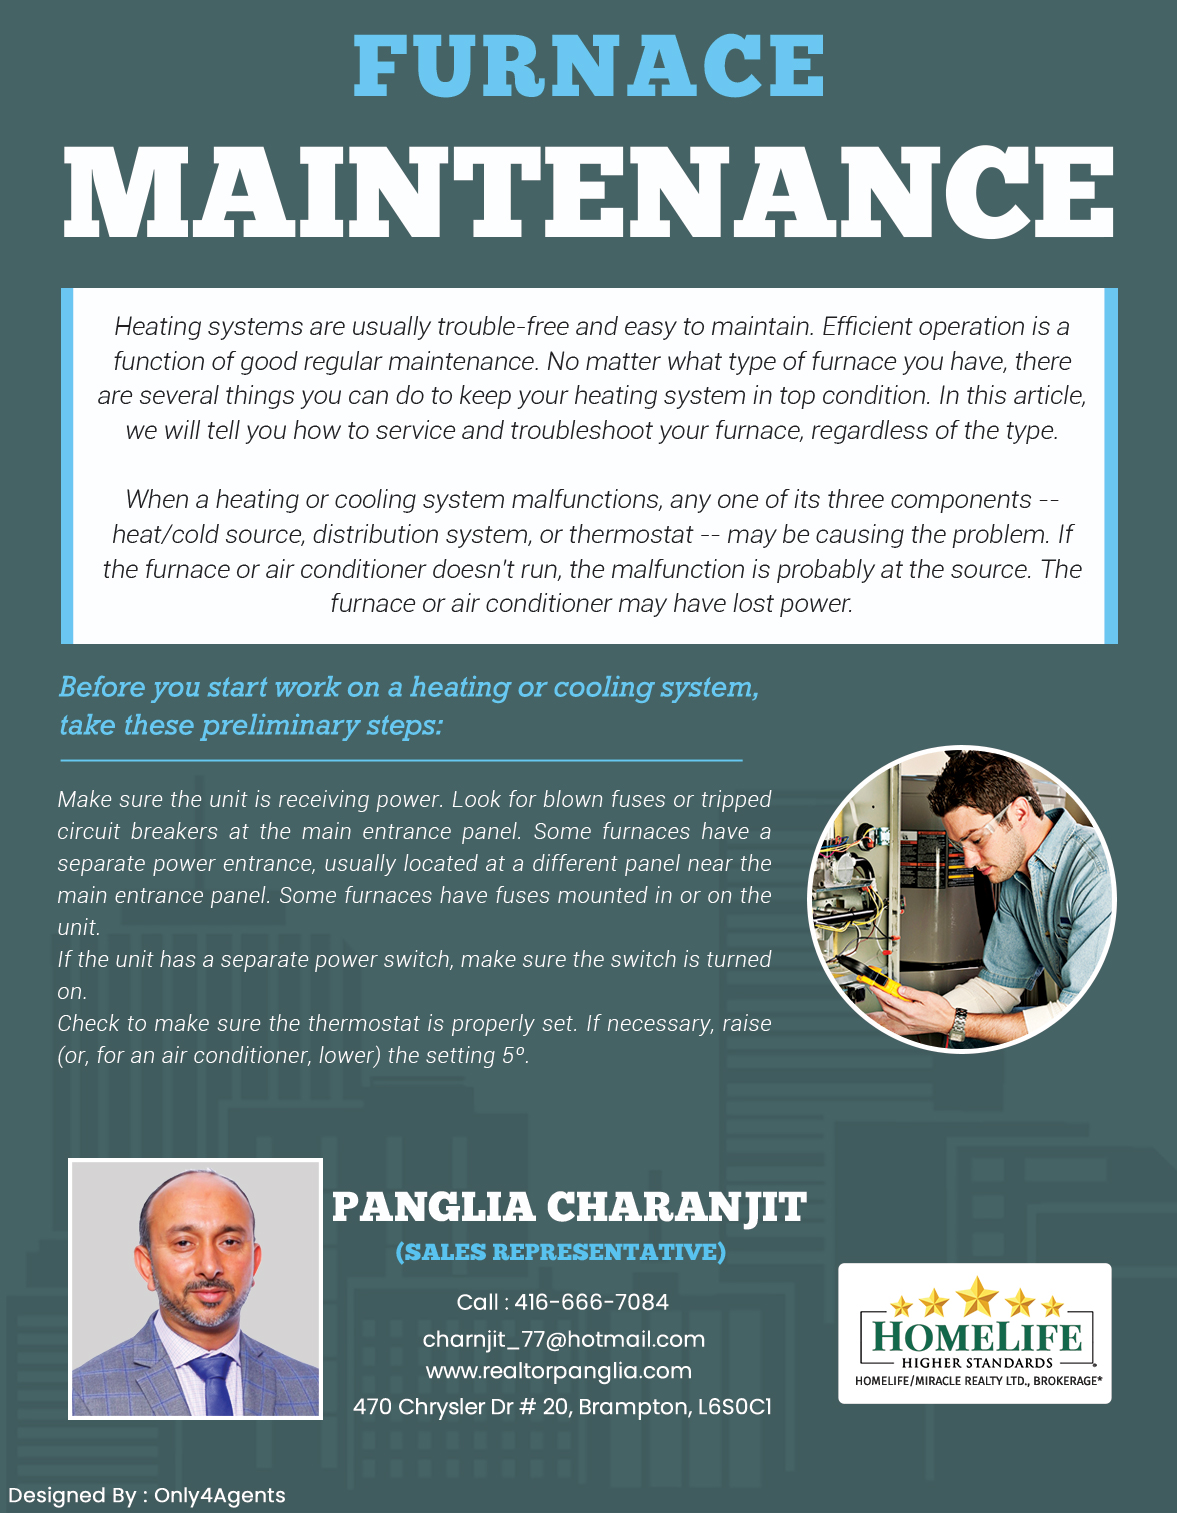 FURNACE
MAINTENANCE
Heating systems are usually trouble-free and easy to maintain. Efficient operation is a
function of good regular maintenance. No matter what type of furnace you have, there
are several things you can do to keep your heating system in top condition. In this article,
we will tell you how to service and troubleshoot your furnace, regardless of the type.
When a heating or cooling system malfunctions, any one of its three components --
heat/cold source, distribution system, or thermostat -- may be causing the problem. If
the furnace or air conditioner doesn't run, the malfunction is probably at the source. The
furnace or air conditioner may have lost power.
Before you start work on a heating or cooling system,
take these preliminary steps:
Make sure the unit is receiving power. Look for blown fuses or tripped
circuit breakers at the main entrance panel. Some furnaces have a
separate power entrance, usually located at a different panel near the
main entrance panel. Some furnaces have fuses mounted in or on the
unit.
If the unit has a separate power switch, make sure the switch is turned
on.
Check to make sure the thermostat is properly set. If necessary, raise
(or, for an air conditioner, lower) the setting 5º.
PANGLIA CHARANJIT
(SALES REPRESENTATIVE)
Call : 416-666-7084
charnjit_77@hotmail.com
www.realtorpanglia.com
470 Chrysler Dr # 20, Brampton, L6S0C1
HOMELIFE
HIGHER STANDARDS
HOMELIFE/MIRACLE REALTY LTD., BROKERAGE*
Designed By : Only4Agents